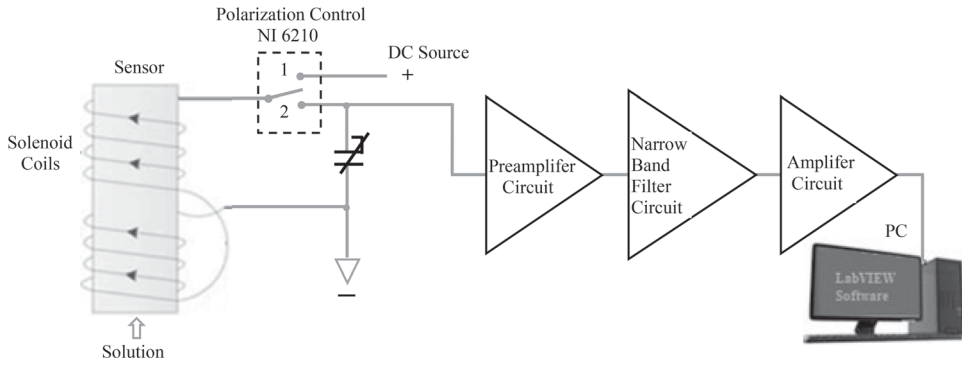 Polarization Control
NI 6210
DC Source
+
1
2
Sensor
Solenoid
Coils
Preamplifer
Circuit
Narrow
Band
Filter
Circuit
Amplifer
Circuit
PC
LabVIEW
Software
Solution